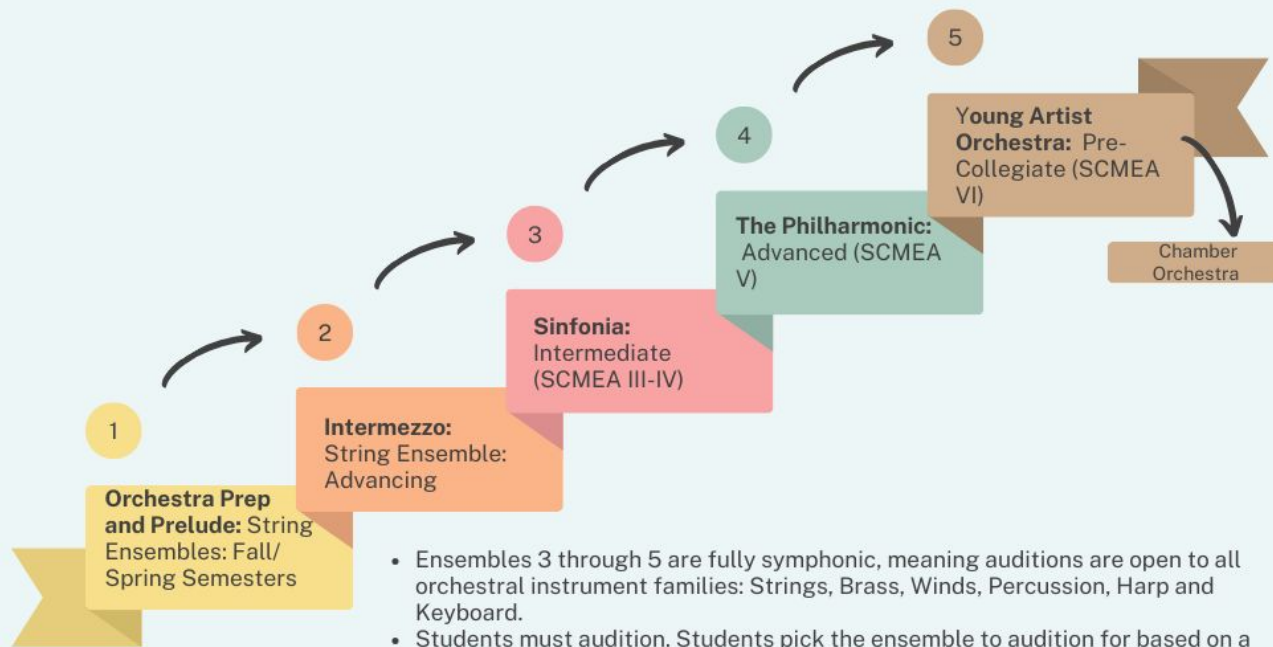 1
Orchestra Prep
and Prelude: String
Ensembles: Fall/
Spring Semesters
2
Intermezzo:
String Ensemble:
Advancing
3
Sinfonia:
Intermediate
(SCMEA III-IV)
4
The Philharmonic:
Advanced (SCMEA
V)
5
Young Artist
Orchestra: Pre-
Collegiate (SCMEA
VI)
Chamber
Orchestra
• Ensembles 3 through 5 are fully symphonic, meaning auditions are open to all
orchestral instrument families: Strings, Brass, Winds, Percussion, Harp and
Keyboard.
• Students must audition. Students pick the ensemble to audition for based on a